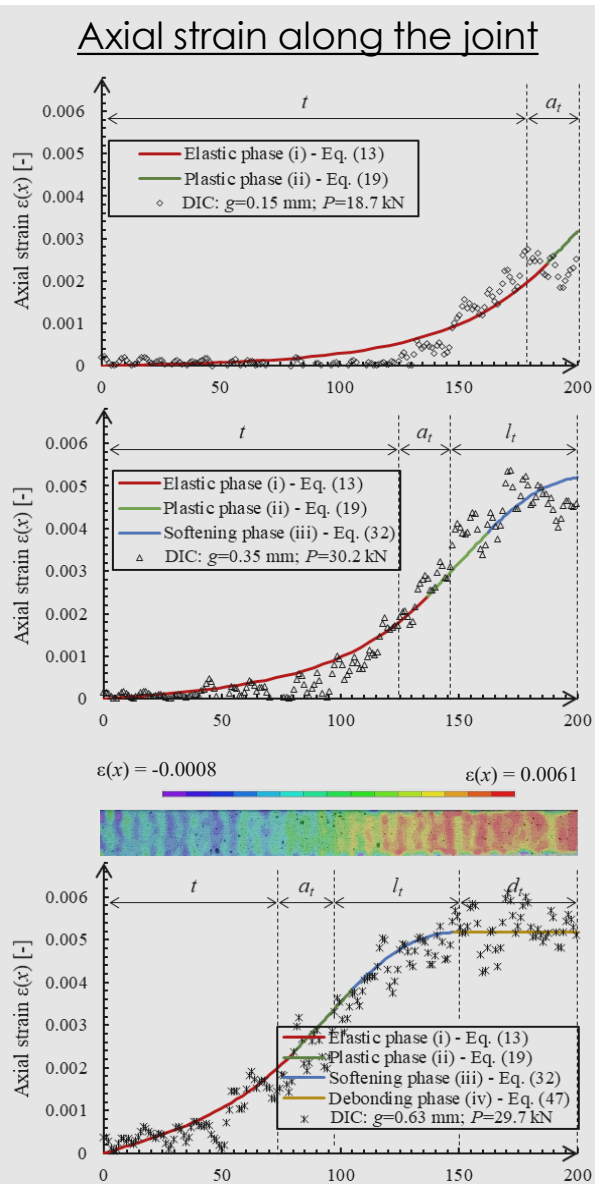 Axial strain along the joint
t
aₜ
Axial strain ε(x) [-]
0.006
0.005
0.004
0.003
0.002
0.001
0
Elastic phase (i) - Eq. (13)
Plastic phase (ii) - Eq. (19)
DIC: g=0.15 mm; P=18.7 kN
0 50 100 150 200
t
aₜ
lₜ
Axial strain ε(x) [-]
0.006
0.005
0.004
0.003
0.002
0.001
0
Elastic phase (i) - Eq. (13)
Plastic phase (ii) - Eq. (19)
Softening phase (iii) - Eq. (32)
DIC: g=0.35 mm; P=30.2 kN
0 50 100 150 200
ε(x) = -0.0008
ε(x) = 0.0061
t
aₜ
lₜ
dₜ
Axial strain ε(x) [-]
0.006
0.005
0.004
0.003
0.002
0.001
0
Elastic phase (i) - Eq. (13)
Plastic phase (ii) - Eq. (19)
Softening phase (iii) - Eq. (32)
Debonding phase (iv) - Eq. (47)
DIC: g=0.63 mm; P=29.7 kN
0 50 100 150 200